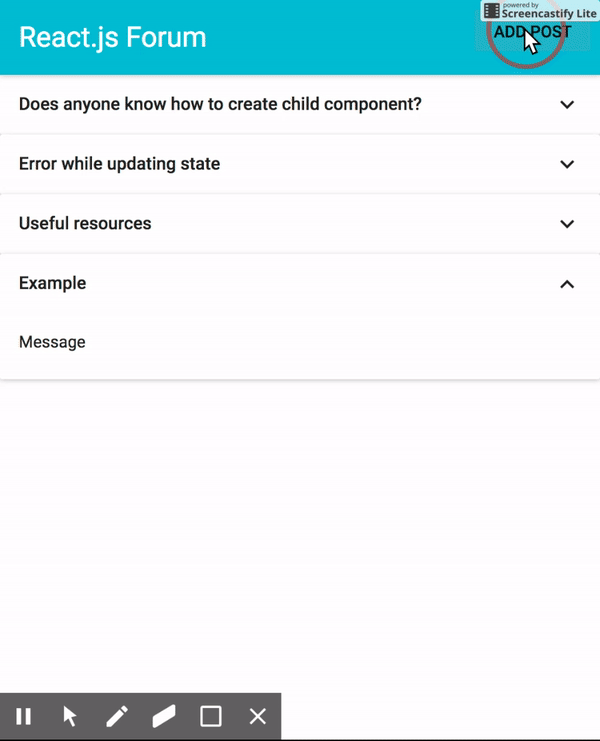 powered by
Screencastify Lite
React.js Forum
ADD POST
Does anyone know how to create child component?
Error while updating state
Useful resources
Example
Message